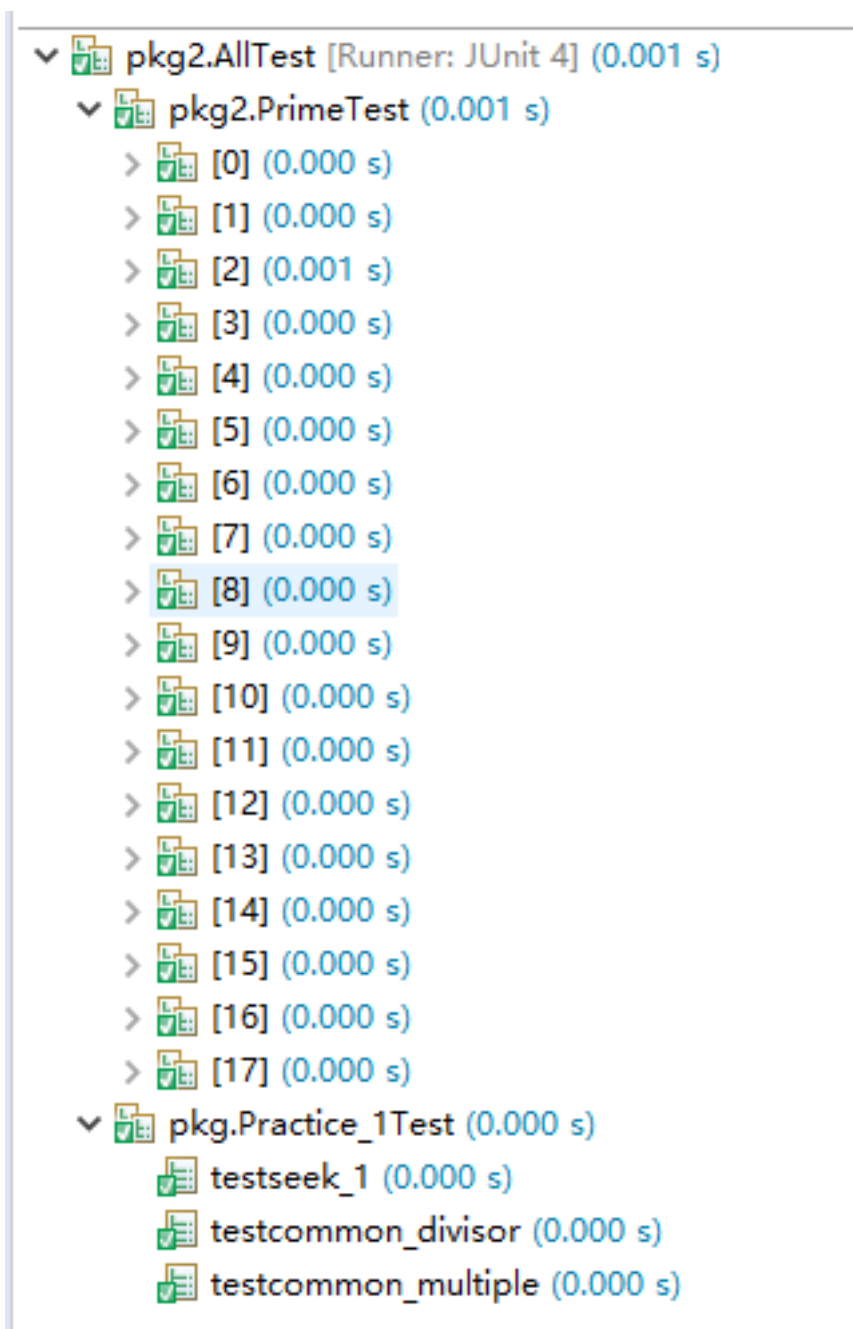 pkg2.AllTest [Runner: JUnit 4] (0.001 s)
pkg2.PrimeTest (0.001 s)
[0] (0.000 s)
[1] (0.000 s)
[2] (0.001 s)
[3] (0.000 s)
[4] (0.000 s)
[5] (0.000 s)
[6] (0.000 s)
[7] (0.000 s)
[8] (0.000 s)
[9] (0.000 s)
[10] (0.000 s)
[11] (0.000 s)
[12] (0.000 s)
[13] (0.000 s)
[14] (0.000 s)
[15] (0.000 s)
[16] (0.000 s)
[17] (0.000 s)
pkg.Practice_1Test (0.000 s)
testseek_1 (0.000 s)
testcommon_divisor (0.000 s)
testcommon_multiple (0.000 s)